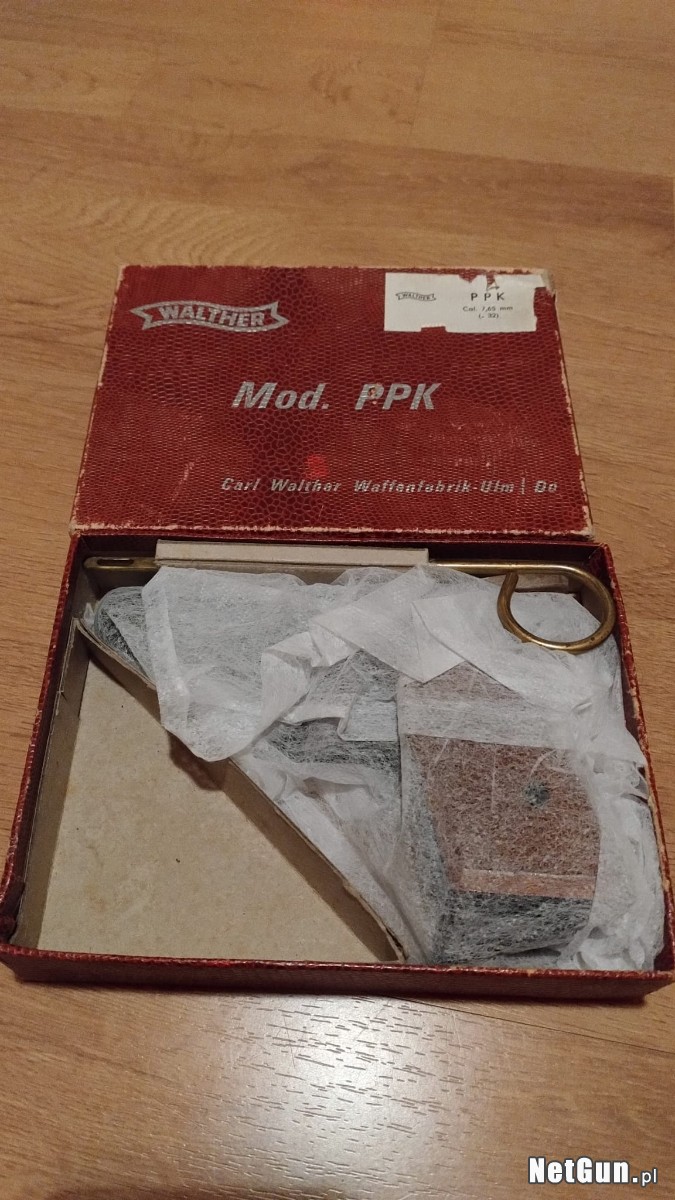 WALTHER
WALTHER
PPK
Cal. 7,65 mm
(. 32)
Mod. PPK
Carl Walther Waffenfabrik-Ulm / Do
NetGun.pl